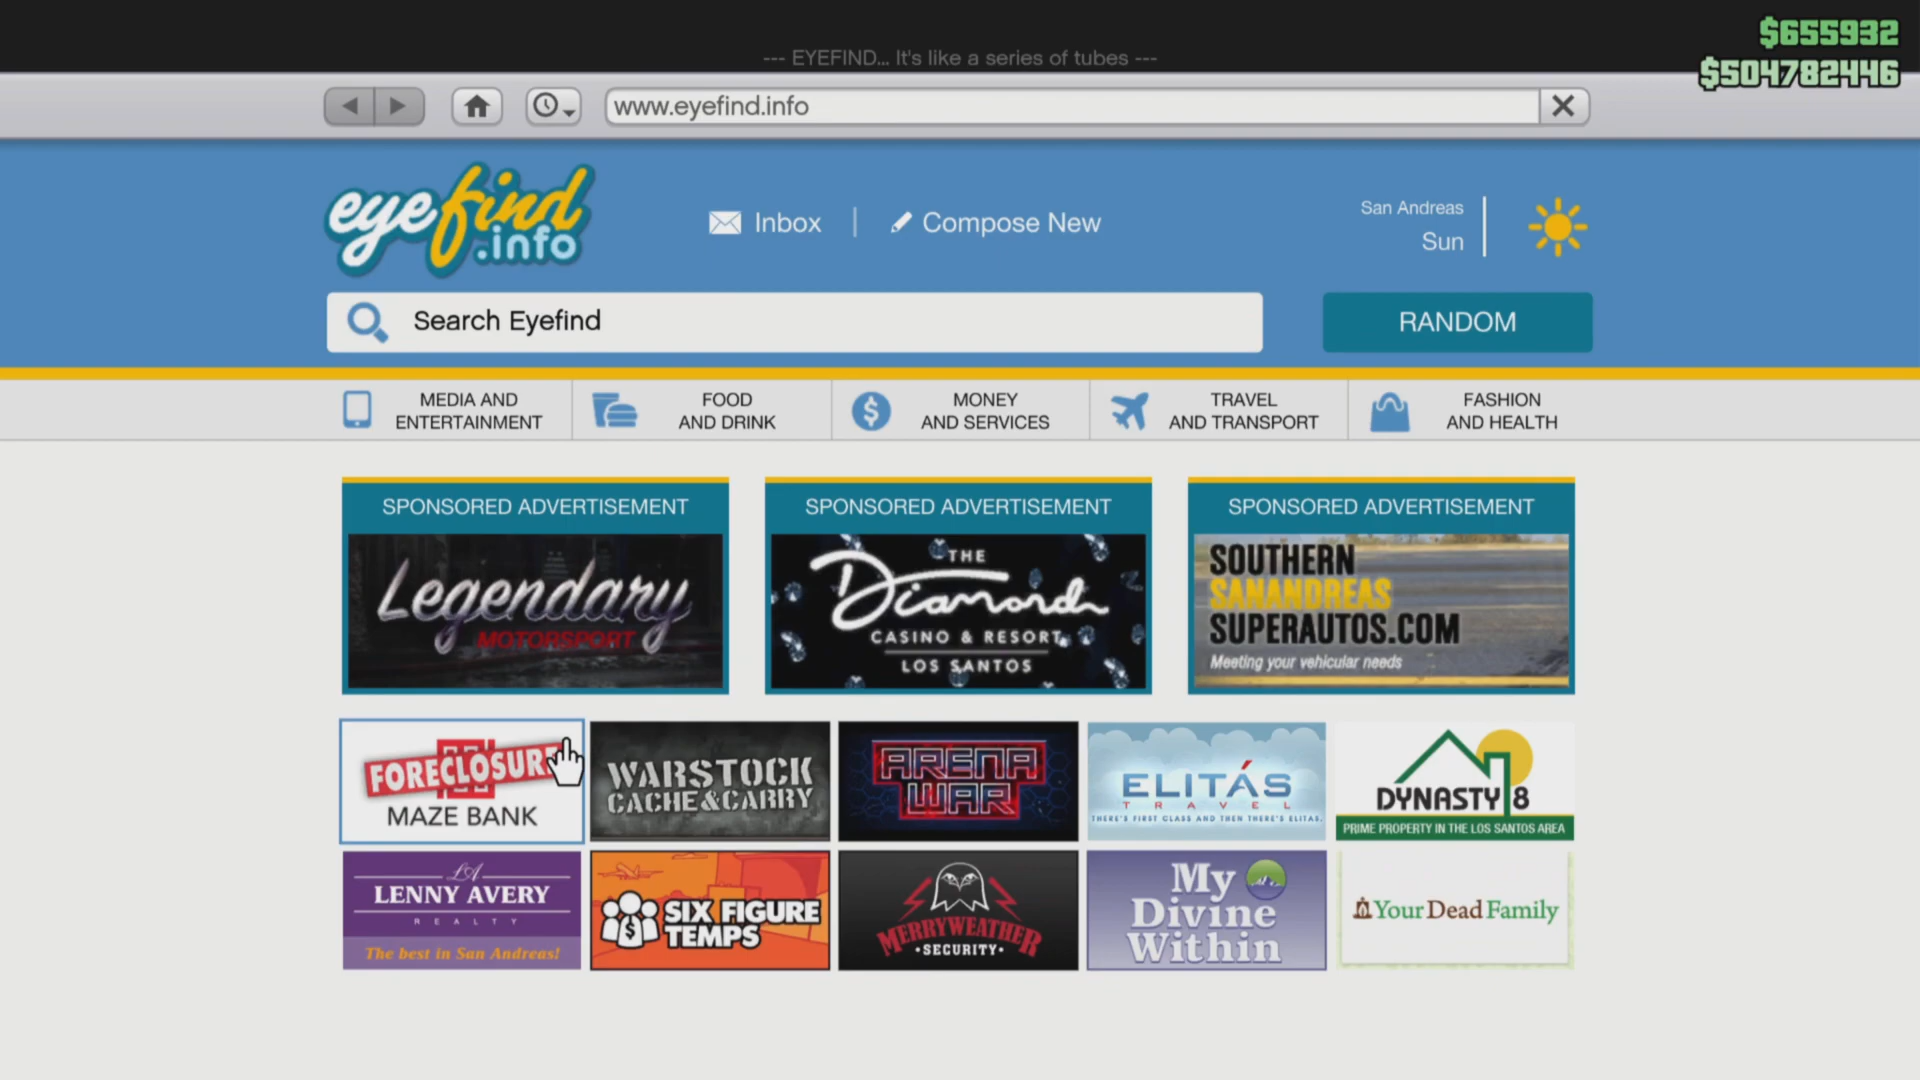 $655932
--- EYEFIND... It's like a series of tubes ---
$504782446
www.eyefind.info
eyefind
.info
Inbox
Compose New
San Andreas
Sun
Search Eyefind
RANDOM
MEDIA AND
ENTERTAINMENT
FOOD
AND DRINK
MONEY
AND SERVICES
TRAVEL
AND TRANSPORT
FASHION
AND HEALTH
SPONSORED ADVERTISEMENT
Legendary
MOTORSPORT
SPONSORED ADVERTISEMENT
THE
Diamond
CASINO & RESORT
LOS SANTOS
SPONSORED ADVERTISEMENT
SOUTHERN
SANANDREAS
SUPERAUTOS.COM
Meeting your vehicular needs
FORECLOSURE
MAZE BANK
WARSTOCK
CACHE&CARRY
ARENA
WAR
ELITÁS
TRAVEL
THERE'S FIRST CLASS AND THEN THERE'S ELITAS.
DYNASTY 8
PRIME PROPERTY IN THE LOS SANTOS AREA
LA
LENNY AVERY
REALTY
The best in San Andreas!
$
SIX FIGURE
TEMPS
MERRYWEATHER
•SECURITY•
My
Divine
Within
YourDeadFamily